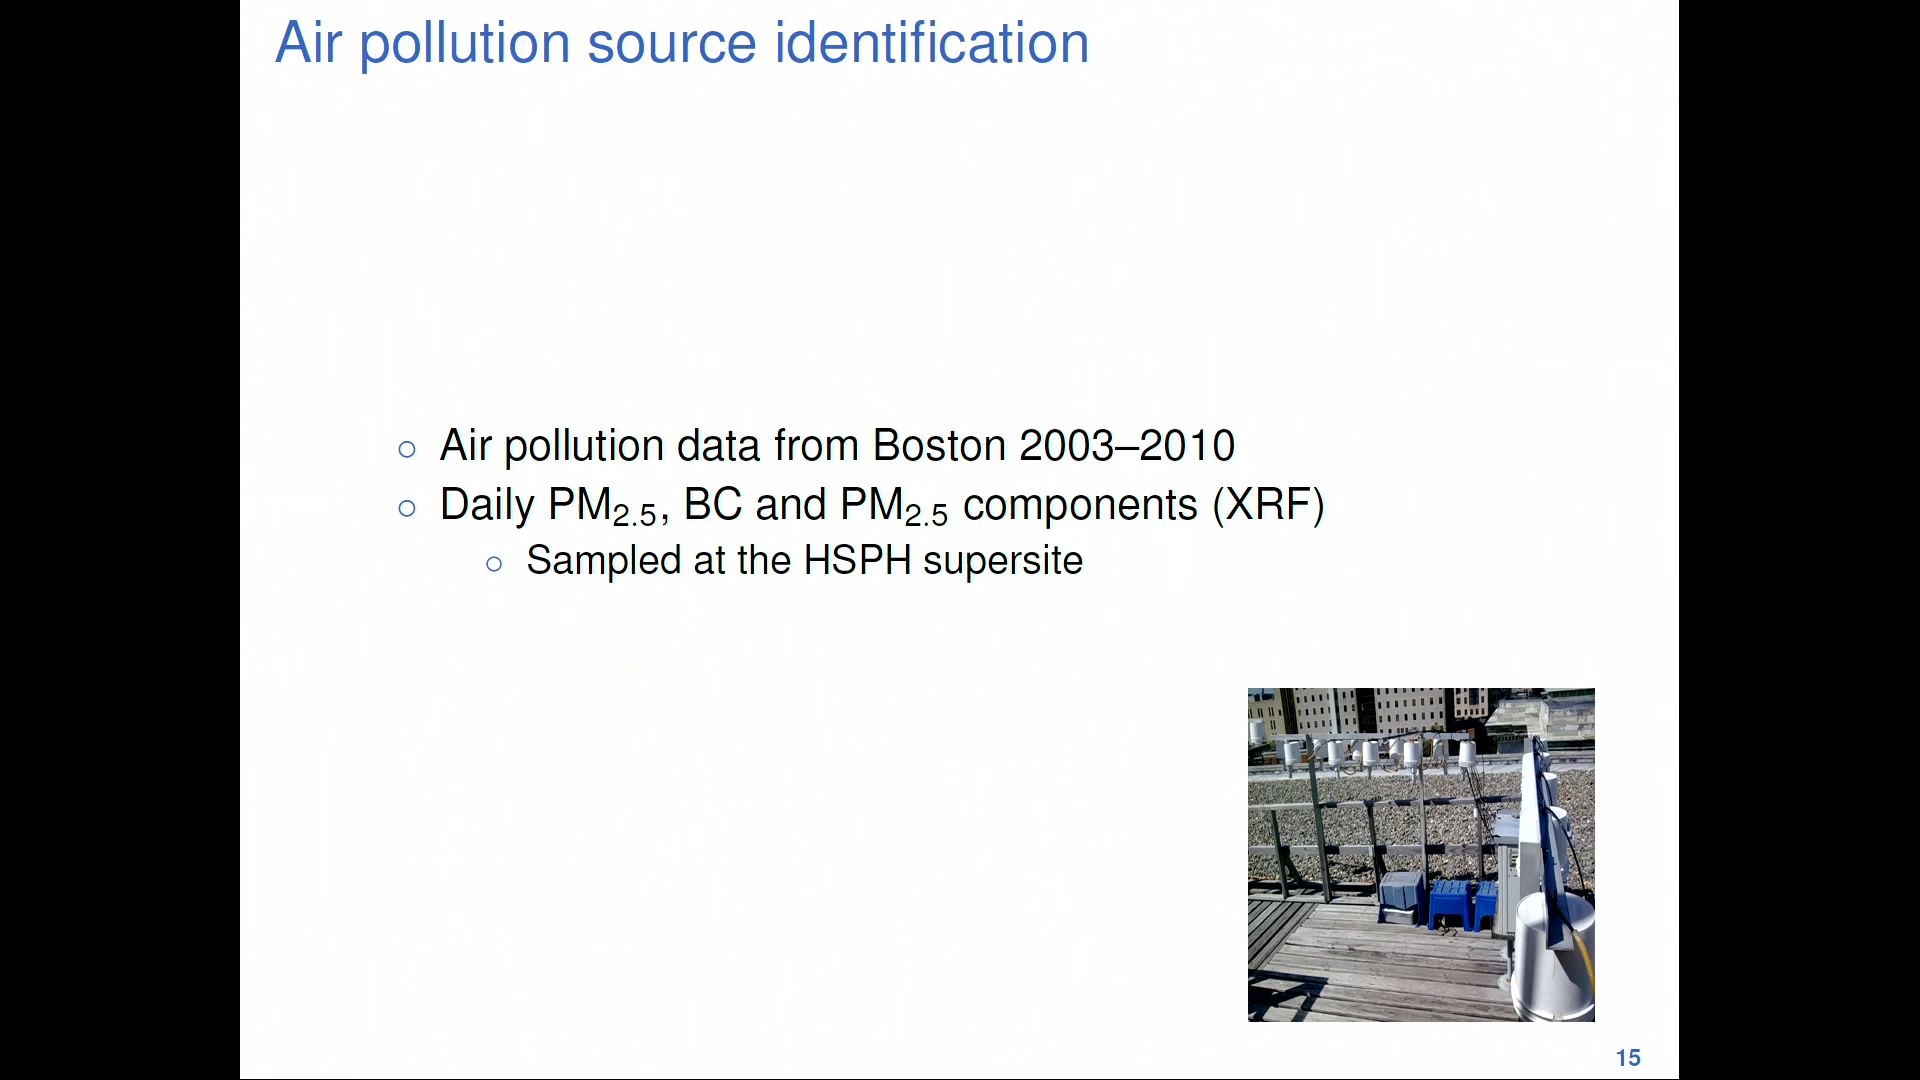 Air pollution source identification
○ Air pollution data from Boston 2003–2010
○ Daily PM2.5, BC and PM2.5 components (XRF)
○ Sampled at the HSPH supersite
15